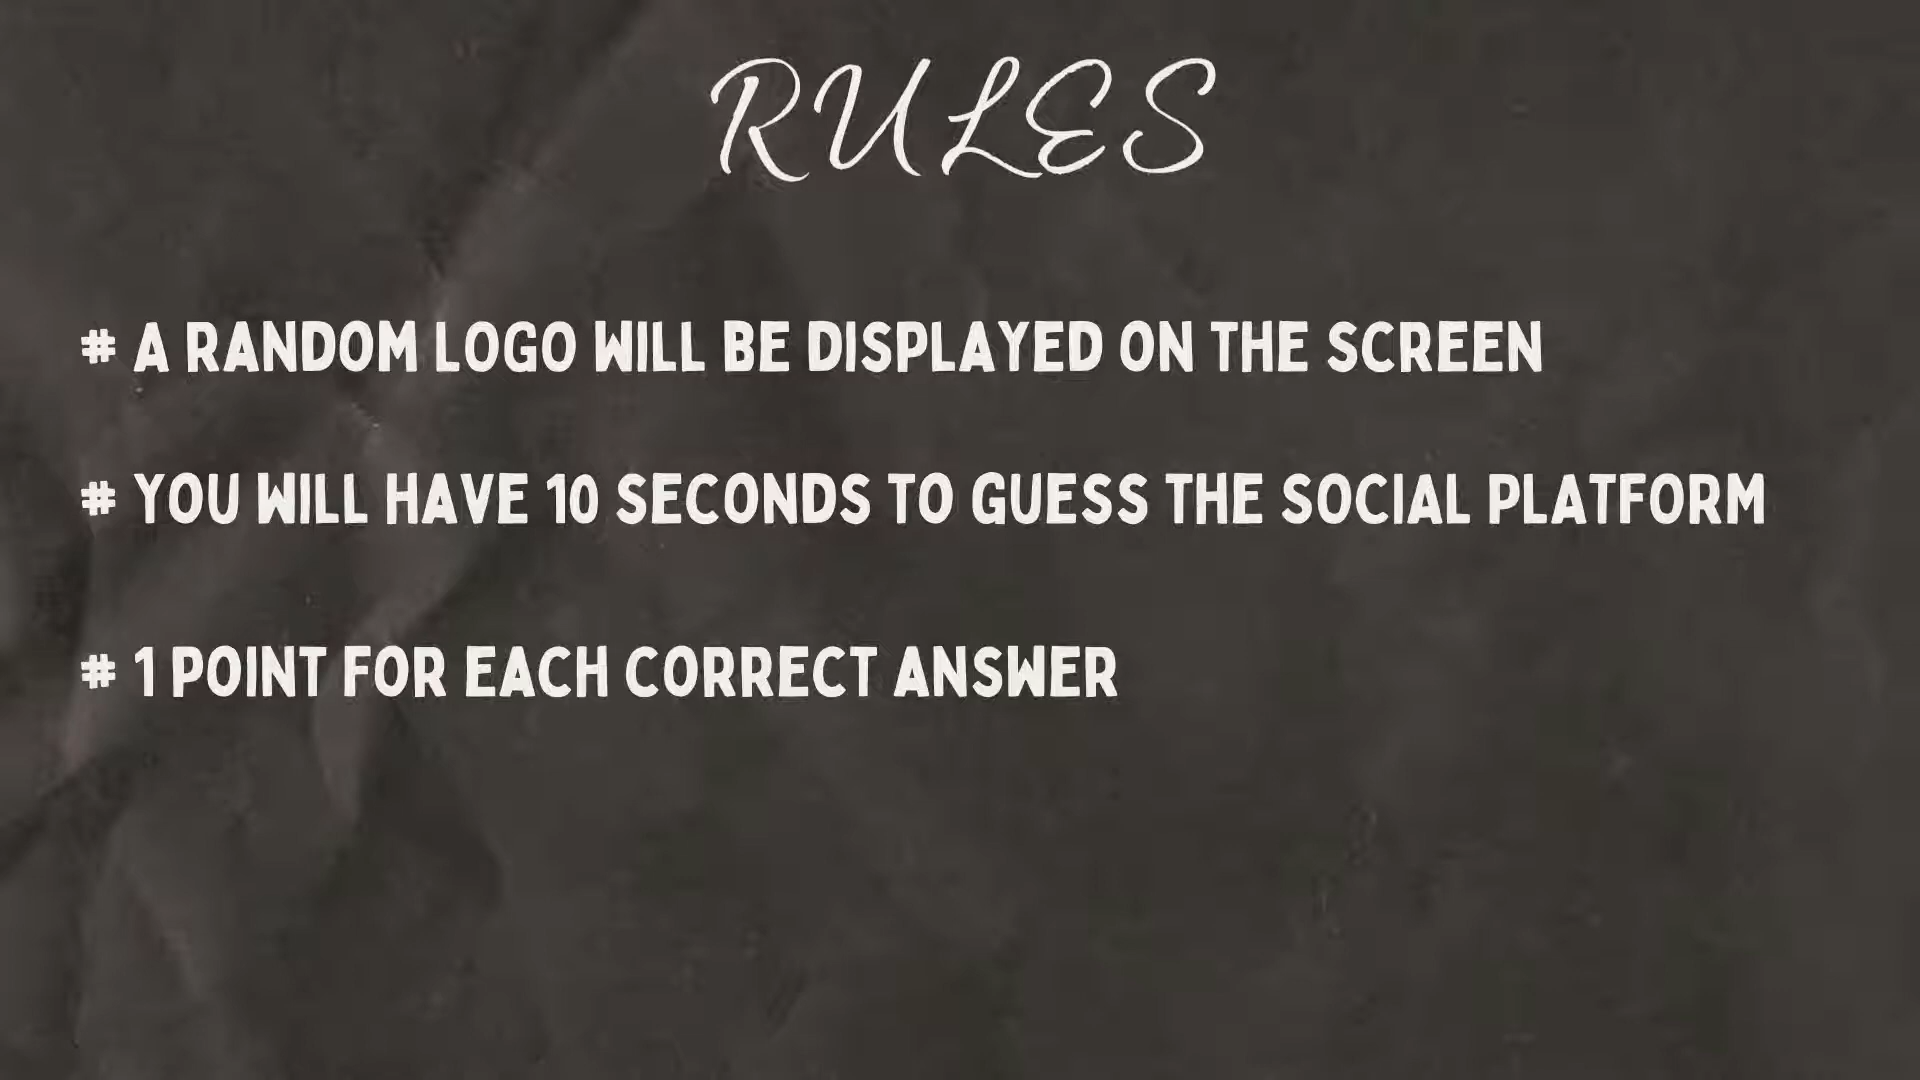 RULES
# A RANDOM LOGO WILL BE DISPLAYED ON THE SCREEN
# YOU WILL HAVE 10 SECONDS TO GUESS THE SOCIAL PLATFORM
# 1 POINT FOR EACH CORRECT ANSWER